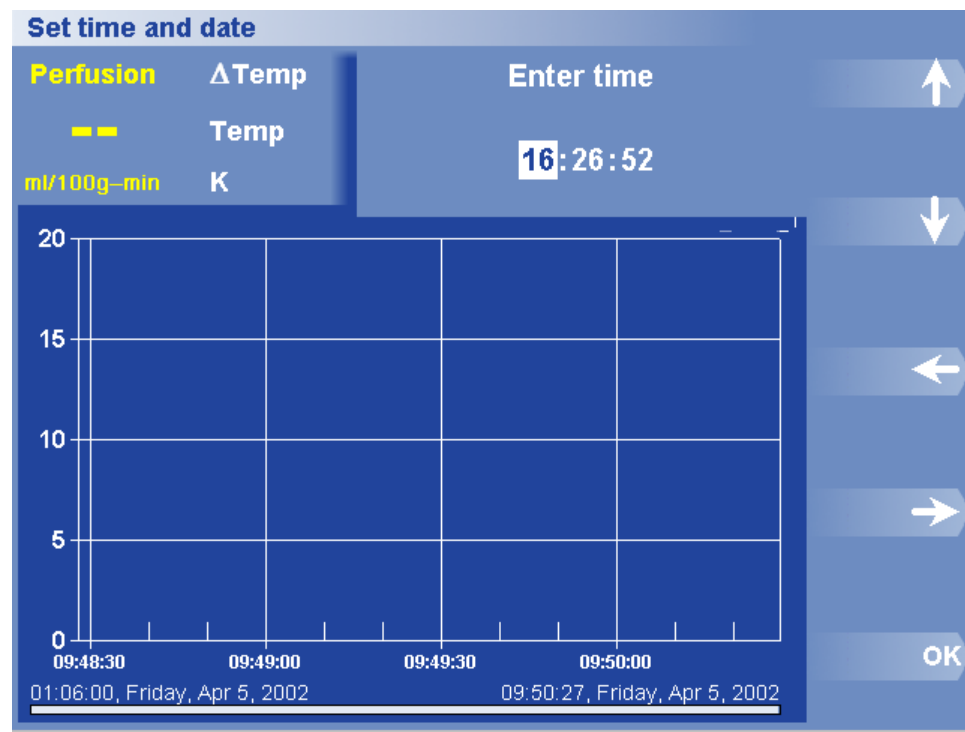 Set time and date
Perfusion ΔTemp
-- Temp
ml/100g–min K
Enter time
16:26:52
20
15
10
5
0
09:48:30 09:49:00 09:49:30 09:50:00
01:06:00, Friday, Apr 5, 2002 09:50:27, Friday, Apr 5, 2002
OK